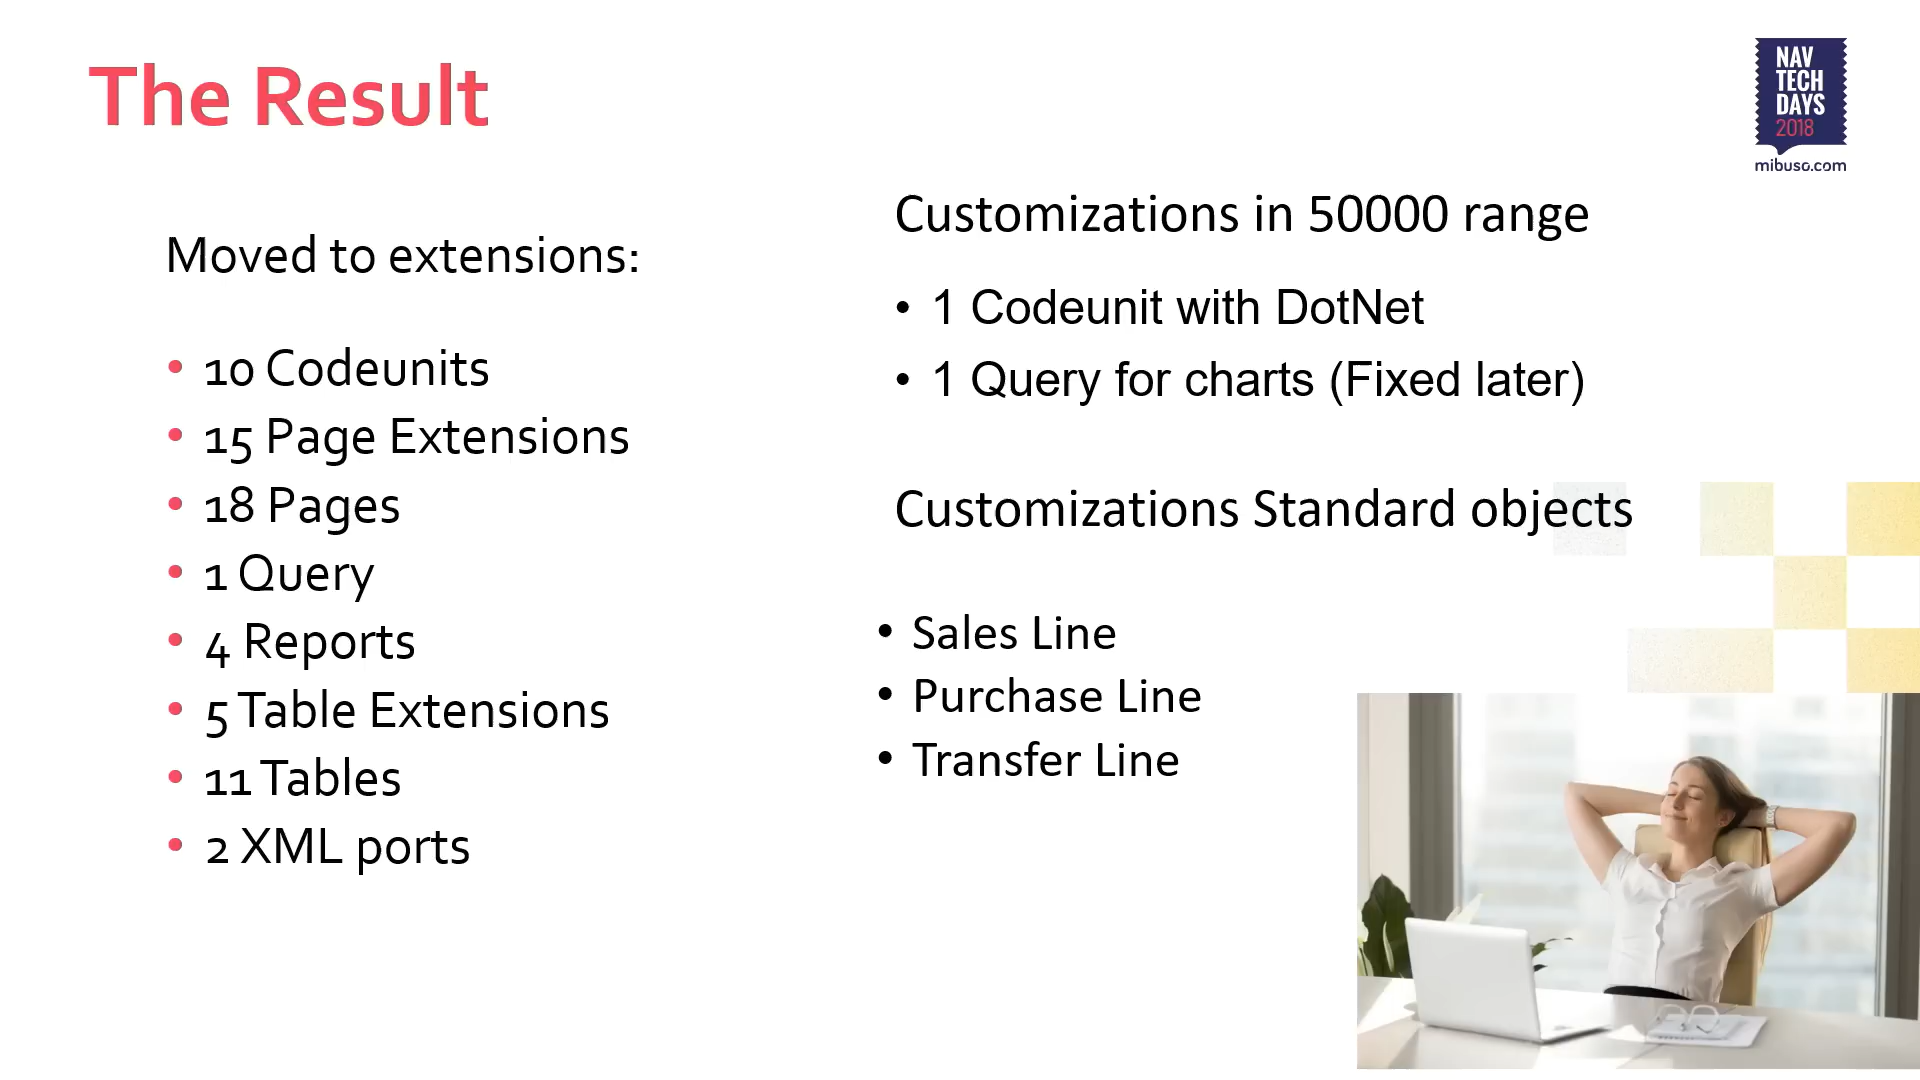 The Result
NAV
TECH
DAYS
2018
mibuso.com
Moved to extensions:
• 10 Codeunits
• 15 Page Extensions
• 18 Pages
• 1 Query
• 4 Reports
• 5 Table Extensions
• 11 Tables
• 2 XML ports
Customizations in 50000 range
• 1 Codeunit with DotNet
• 1 Query for charts (Fixed later)
Customizations Standard objects
• Sales Line
• Purchase Line
• Transfer Line